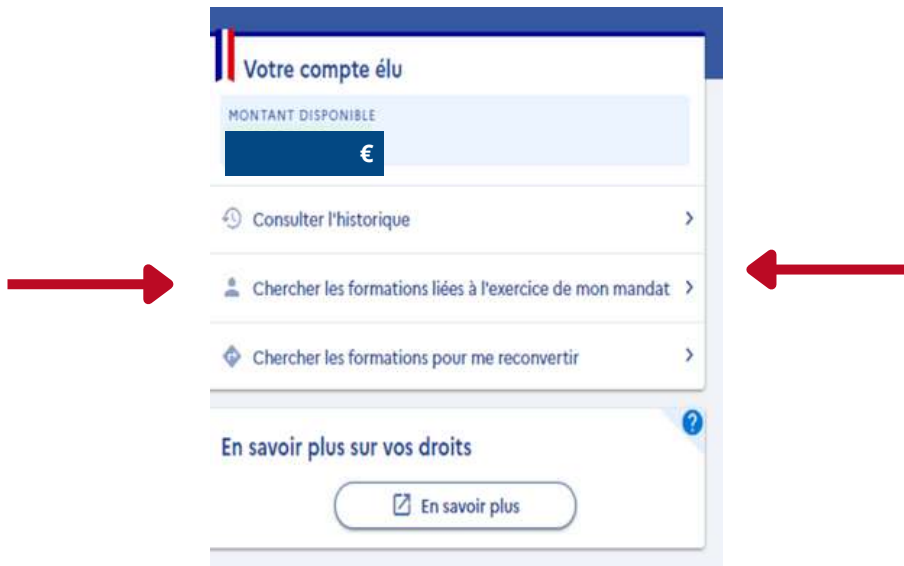 Votre compte élu
MONTANT DISPONIBLE
€
Consulter l'historique
Chercher les formations liées à l'exercice de mon mandat
Chercher les formations pour me reconvertir
?
En savoir plus sur vos droits
En savoir plus